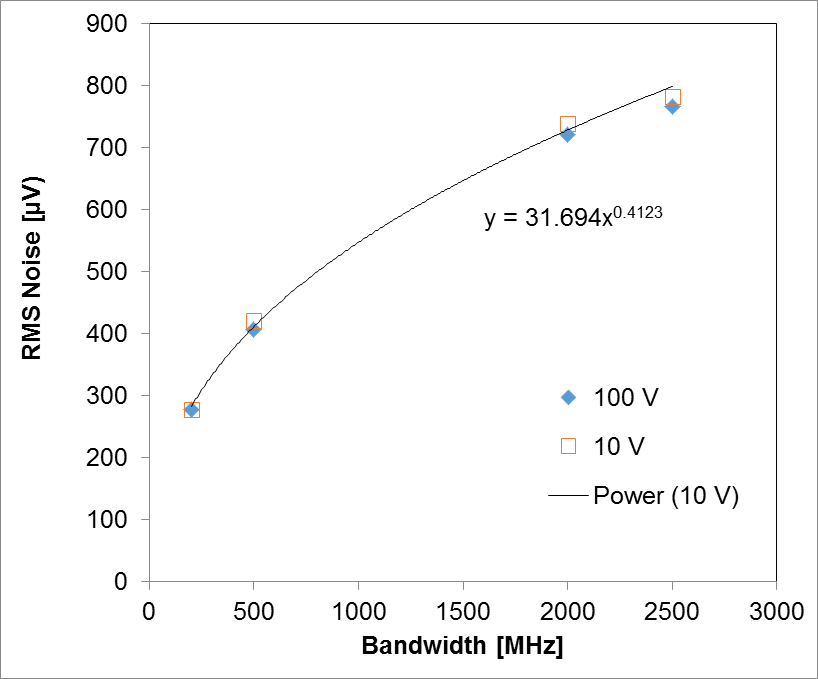 900
800
700
600
500
400
300
200
100
0
RMS Noise [µV]
y = 31.694x^0.4123
100 V
10 V
Power (10 V)
0 500 1000 1500 2000 2500 3000
Bandwidth [MHz]